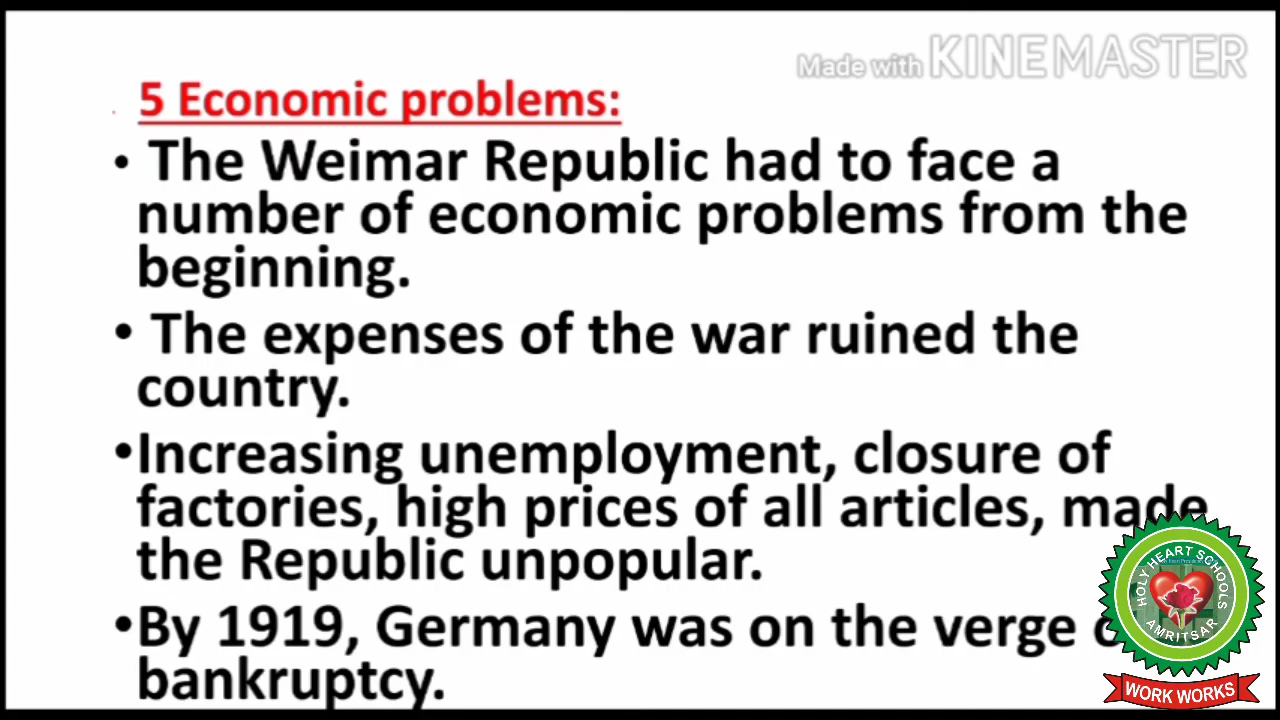 Made with KINEMASTER
5 Economic problems:
• The Weimar Republic had to face a
number of economic problems from the
beginning.
• The expenses of the war ruined the
country.
•Increasing unemployment, closure of
factories, high prices of all articles, made
the Republic unpopular.
•By 1919, Germany was on the verge
bankruptcy.
HOLY HEART SCHOOLS
AMRITSAR
WORK WORKS